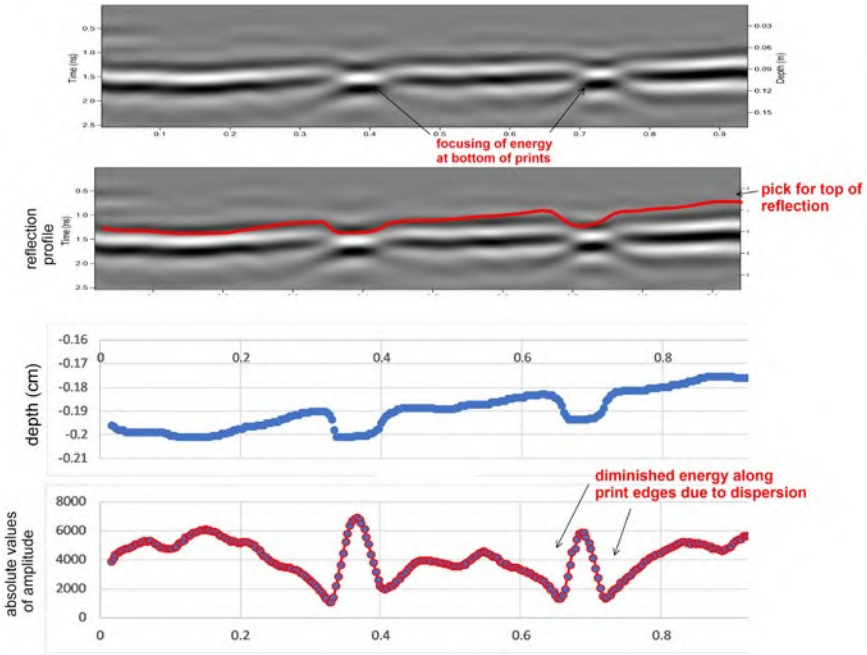 0.5
1.0
1.5
2.0
2.5
Time (ns)
0.03
0.06
0.09
0.12
0.15
Depth (m)
0.1 0.2 0.3 0.4 0.5 0.6 0.7 0.8 0.9
focusing of energy
at bottom of prints
reflection
profile
Time (ns)
0.5
1.0
1.5
2.0
2.5
pick for top of
reflection
depth (cm)
-0.16
-0.17
-0.18
-0.19
-0.2
-0.21
0 0.2 0.4 0.6 0.8
diminished energy along
print edges due to dispersion
absolute values
of amplitude
8000
6000
4000
2000
0
0 0.2 0.4 0.6 0.8